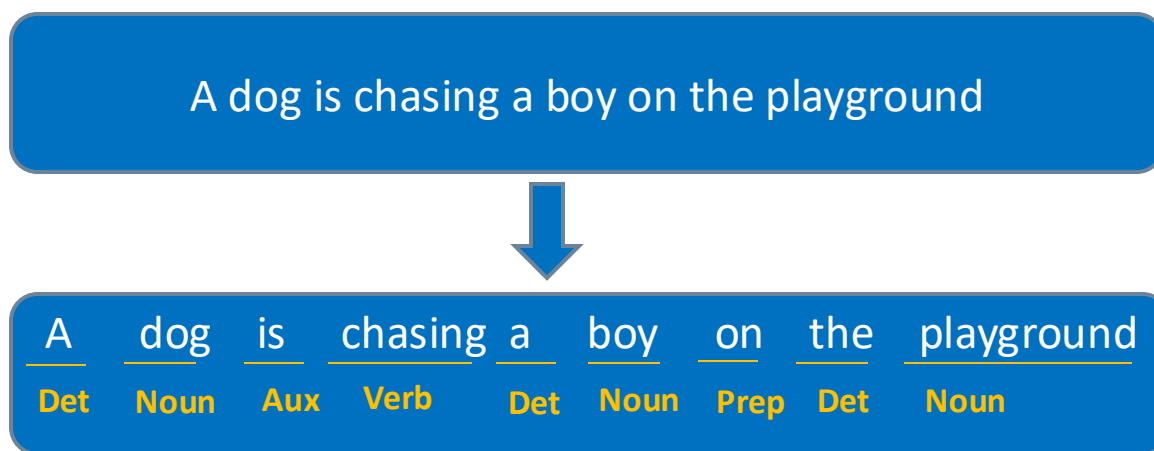 A dog is chasing a boy on the playground
A dog is chasing a boy on the playground
Det Noun Aux Verb Det Noun Prep Det Noun